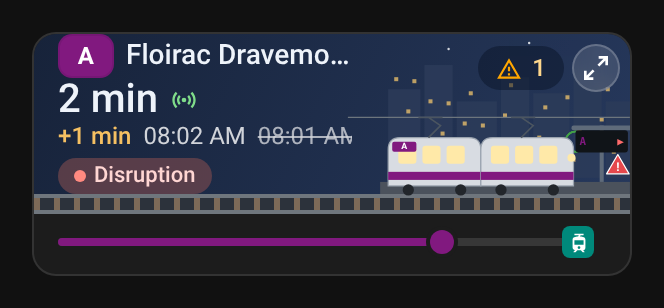 A Floirac Dravemo… 1
2 min
+1 min 08:02 AM 08:01 AM
Disruption
A
A